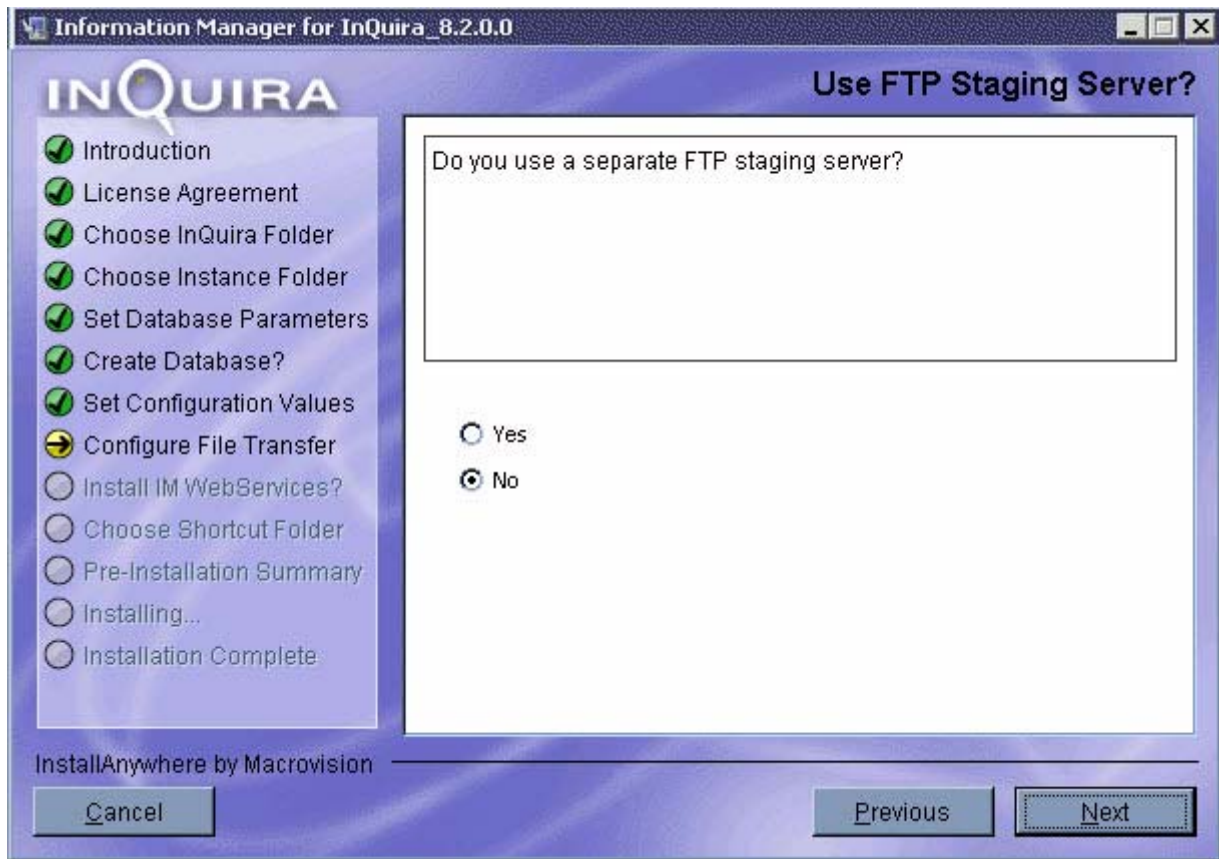 Information Manager for InQuira_8.2.0.0
INQUIRA
Use FTP Staging Server?
Introduction
License Agreement
Choose InQuira Folder
Choose Instance Folder
Set Database Parameters
Create Database?
Set Configuration Values
Configure File Transfer
Install IM WebServices?
Choose Shortcut Folder
Pre-Installation Summary
Installing...
Installation Complete
Do you use a separate FTP staging server?
Yes
No
InstallAnywhere by Macrovision
Cancel
Previous
Next